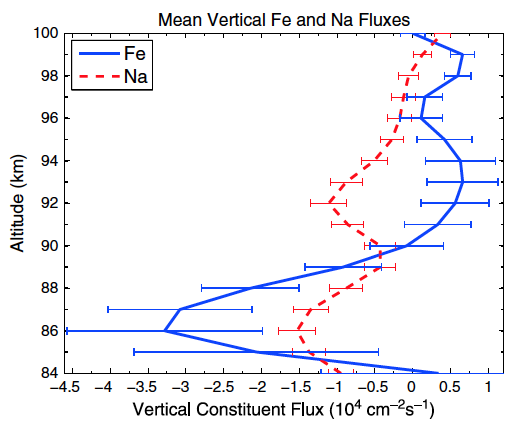 Mean Vertical Fe and Na Fluxes
100
98
96
94
92
90
88
86
84
Altitude (km)
Fe
Na
−4.5 −4 −3.5 −3 −2.5 −2 −1.5 −1 −0.5 0 0.5 1
Vertical Constituent Flux (10⁴ cm⁻²s⁻¹)